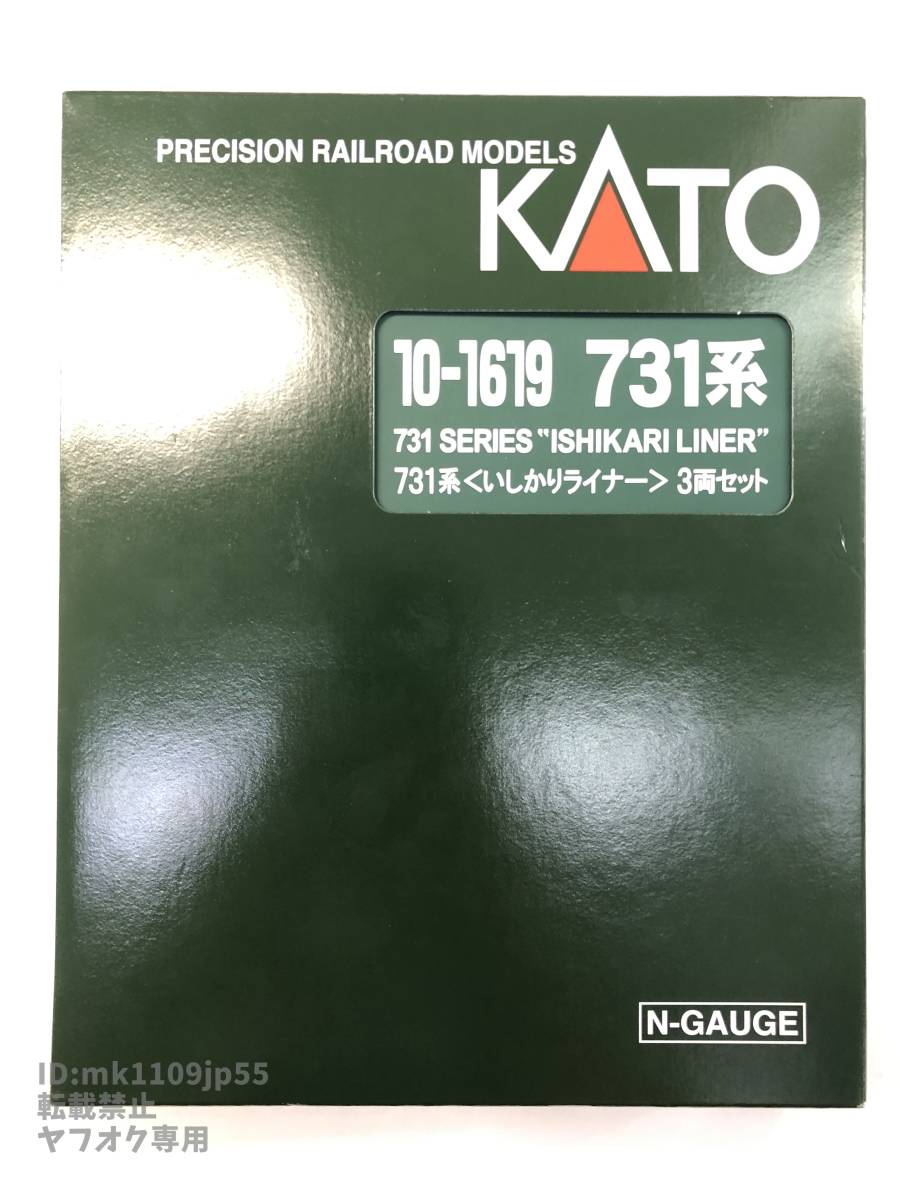 PRECISION RAILROAD MODELS
KATO
10-1619 731系
731 SERIES "ISHIKARI LINER"
731系<いしかりライナー> 3両セット
N-GAUGE
ID:mk1109jp55
転載禁止
ヤフオク専用